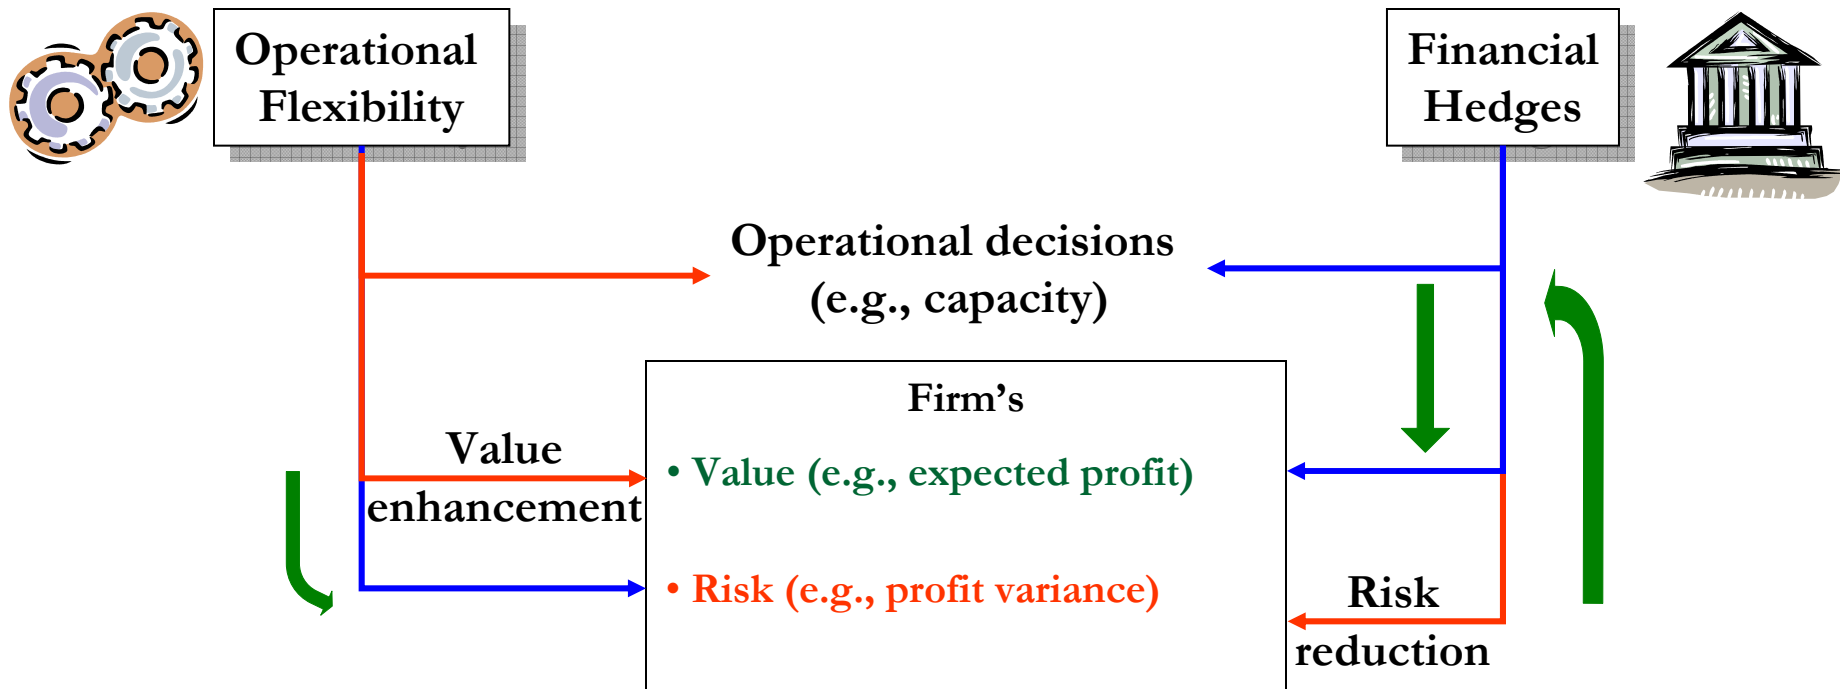 Operational
Flexibility
Financial
Hedges
Operational decisions
(e.g., capacity)
Firm’s
Value
enhancement
• Value (e.g., expected profit)
• Risk (e.g., profit variance)
Risk
reduction